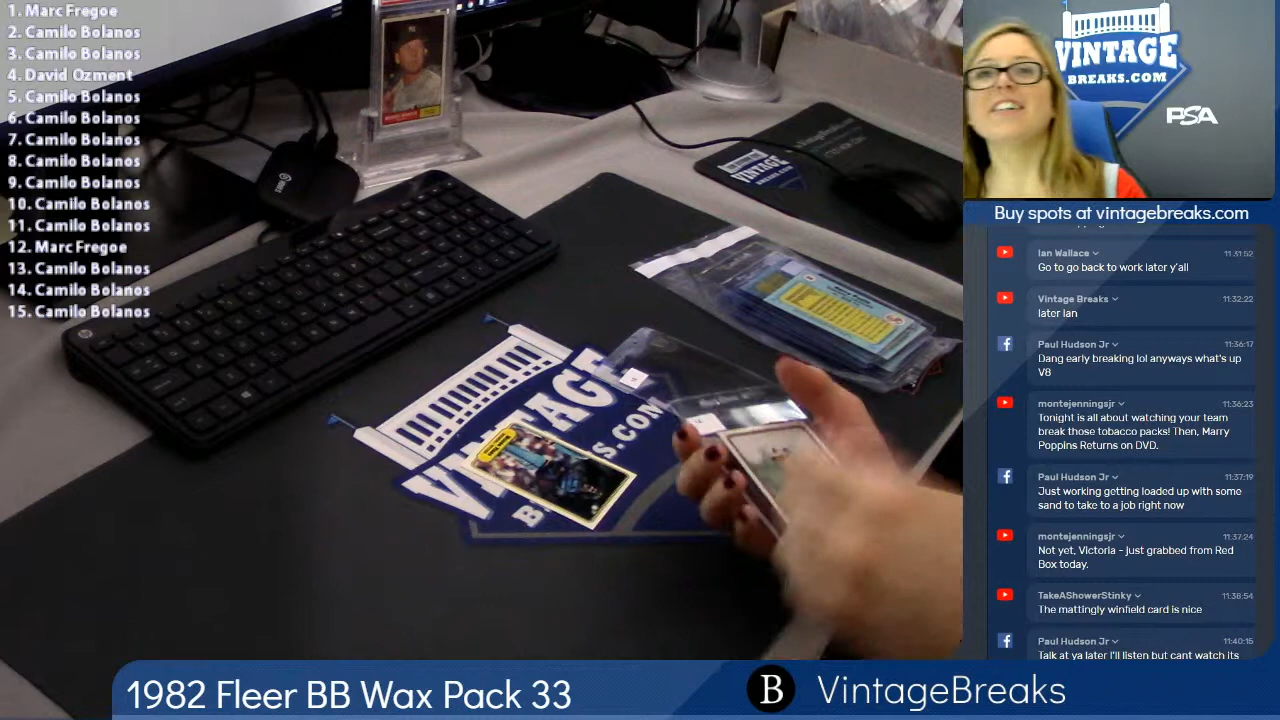 1. Marc Fregoe
2. Camilo Bolanos
3. Camilo Bolanos
4. David Ozment
5. Camilo Bolanos
6. Camilo Bolanos
7. Camilo Bolanos
8. Camilo Bolanos
9. Camilo Bolanos
10. Camilo Bolanos
11. Camilo Bolanos
12. Marc Fregoe
13. Camilo Bolanos
14. Camilo Bolanos
15. Camilo Bolanos
VINTAGE
BREAKS.COM
PSA
Buy spots at vintagebreaks.com
Ian Wallace 11:31:52
Go to go back to work later y'all
Vintage Breaks 11:32:22
later Ian
Paul Hudson Jr 11:36:17
Dang early breaking lol anyways what's up
V8
montejenningsjr 11:36:23
Tonight is all about watching your team
break those tobacco packs! Then, Marry
Poppins Returns on DVD.
Paul Hudson Jr 11:37:19
Just working getting loaded up with some
sand to take to a job right now
montejenningsjr 11:37:24
Not yet, Victoria - just grabbed from Red
Box today.
TakeAShowerStinky 11:38:54
The mattingly winfield card is nice
Paul Hudson Jr 11:40:15
Talk at ya later I'll listen but cant watch its
VINTAGE
BREAKS.COM
1982 Fleer BB Wax Pack 33
B VintageBreaks